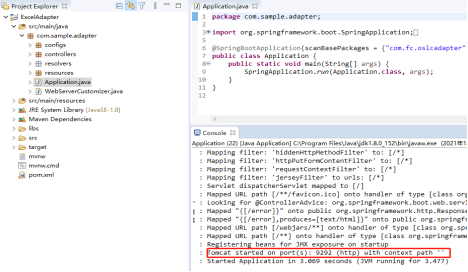 Project Explorer
ExcelAdapter
src/main/java
com.sample.adapter
configs
controllers
resolvers
resources
Application.java
WebServerCustomizer.java
src/main/resources
JRE System Library [JavaSE-1.8]
Maven Dependencies
libs
src
target
mvnw
mvnw.cmd
pom.xml
Application.java
1 package com.sample.adapter;
2
3 import org.springframework.boot.SpringApplication;
6
7 @SpringBootApplication(scanBasePackages = {"com.fc.oslcadapter"
8 public class Application {
public static void main(String[] args) {
SpringApplication.run(Application.class, args);
10 }
11 }
12
Console
Application (22) [Java Application] C:\Program Files\Java\jdk1.8.0_152\bin\javaw.exe (2021年1
: Mapping filter: 'hiddenHttpMethodFilter' to: [/*]
: Mapping filter: 'httpPutFormContentFilter' to: [/*]
: Mapping filter: 'requestContextFilter' to: [/*]
: Mapping filter: 'jerseyFilter' to urls: [/*]
: Servlet dispatcherServlet mapped to [/]
: Mapped URL path [/**/favicon.ico] onto handler of type [class org
: Looking for @ControllerAdvice: org.springframework.boot.web.servl
: Mapped "{[/error]}" onto public org.springframework.http.Response
: Mapped "{[/error],produces=[text/html]}" onto public org.springfr
: Mapped URL path [/webjars/**] onto handler of type [class org.spr
: Mapped URL path [/**] onto handler of type [class org.springframe
: Registering beans for JMX exposure on startup
: Tomcat started on port(s): 9292 (http) with context path ''
: Started Application in 3.069 seconds (JVM running for 3.477)